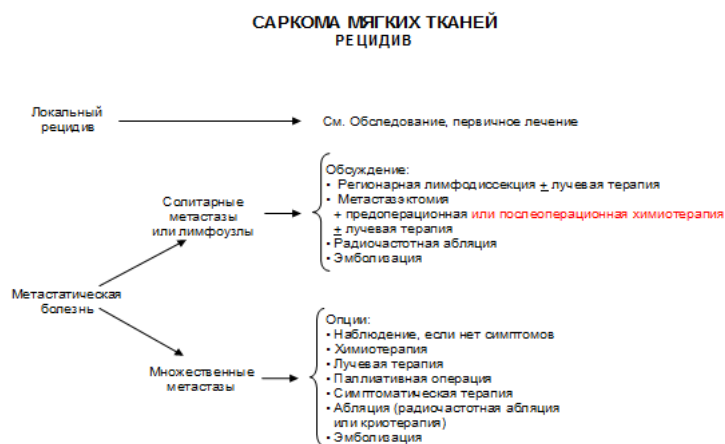 САРКОМА МЯГКИХ ТКАНЕЙ
РЕЦИДИВ
Локальный
рецидив
См. Обследование, первичное лечение
Солитарные
метастазы
или лимфоузлы
Обсуждение:
• Регионарная лимфодиссекция ± лучевая терапия
• Метастазэктомия
+ предоперационная или послеоперационная химиотерапия
± лучевая терапия
• Радиочастотная абляция
• Эмболизация
Метастатическая
болезнь
Множественные
метастазы
Опции:
• Наблюдение, если нет симптомов
• Химиотерапия
• Лучевая терапия
• Паллиативная операция
• Симптоматическая терапия
• Абляция (радиочастотная абляция
или криотерапия)
• Эмболизация